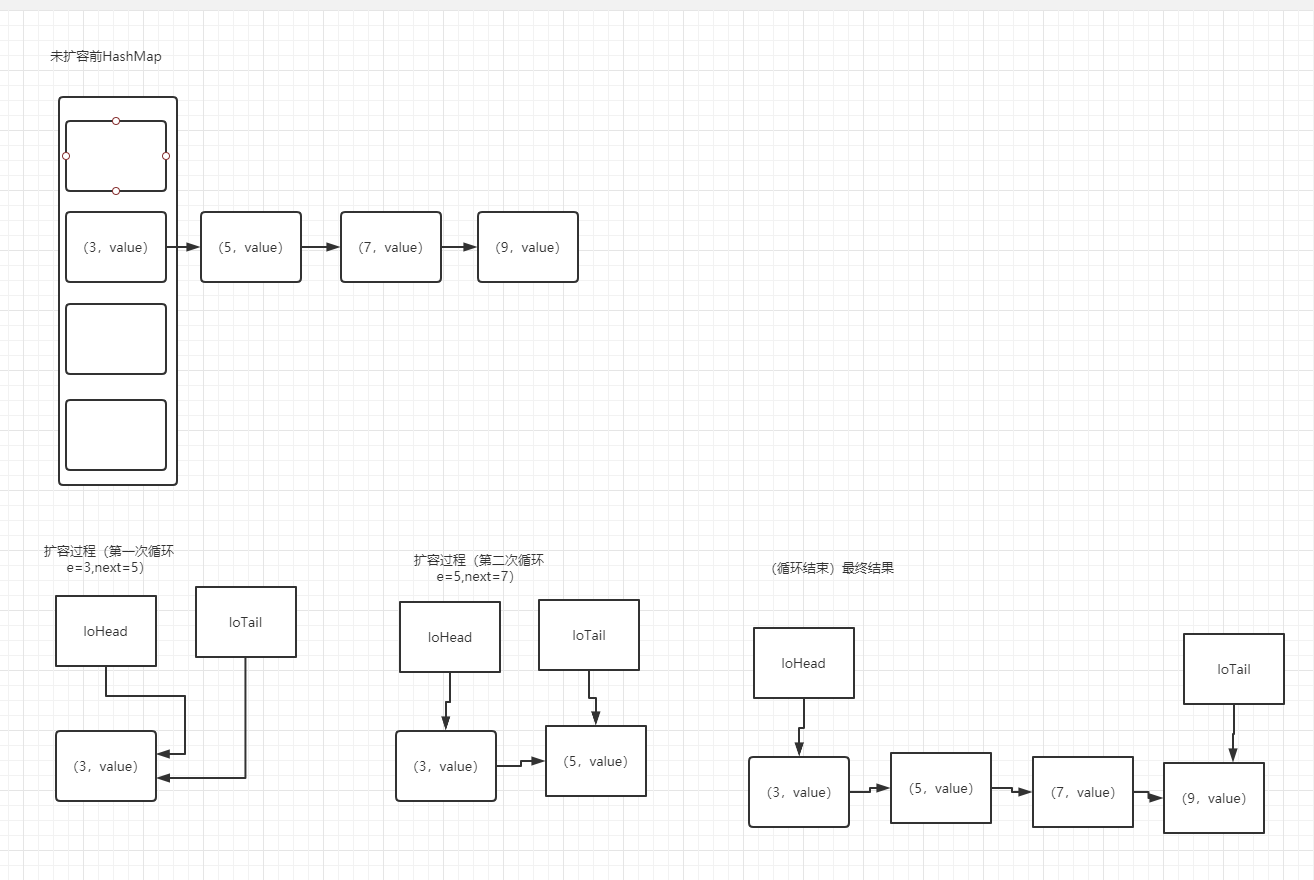 未扩容前HashMap
（3，value）
（5，value）
（7，value）
（9，value）
扩容过程（第一次循环
e=3,next=5）
loHead
loTail
（3，value）
扩容过程（第二次循环
e=5,next=7）
loHead
loTail
（3，value）
（5，value）
（循环结束）最终结果
loHead
loTail
（3，value）
（5，value）
（7，value）
（9，value）